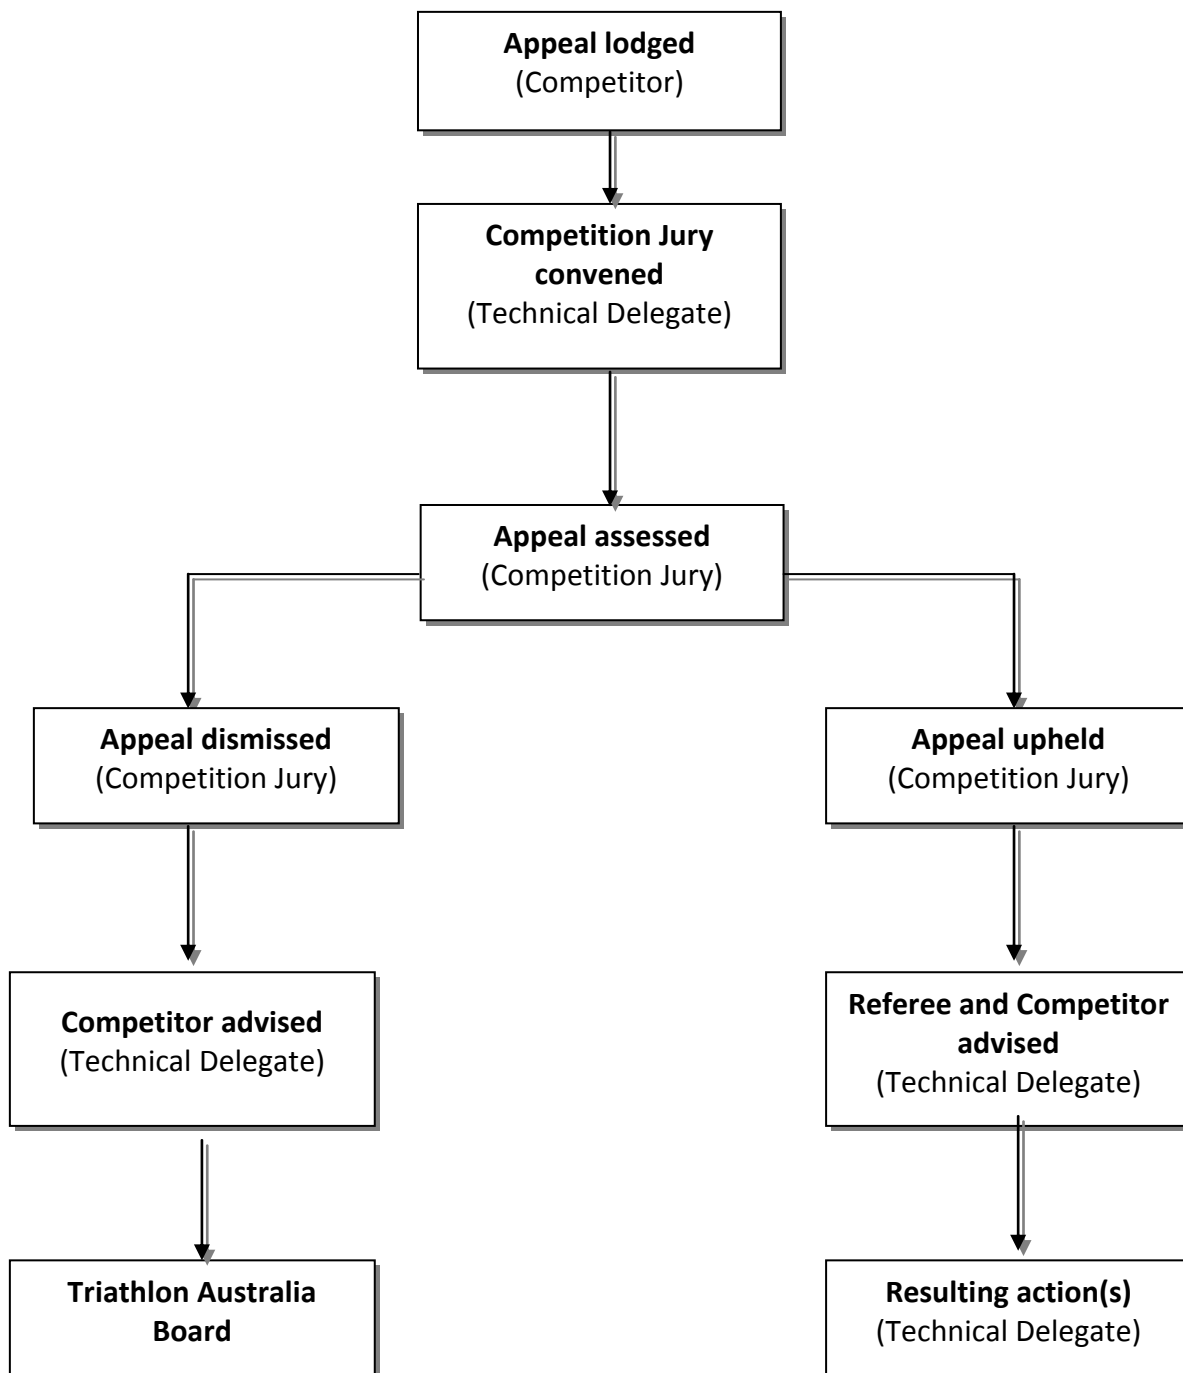 Appeal lodged
(Competitor)
Competition Jury
convened
(Technical Delegate)
Appeal assessed
(Competition Jury)
Appeal dismissed
(Competition Jury)
Appeal upheld
(Competition Jury)
Competitor advised
(Technical Delegate)
Referee and Competitor
advised
(Technical Delegate)
Triathlon Australia
Board
Resulting action(s)
(Technical Delegate)